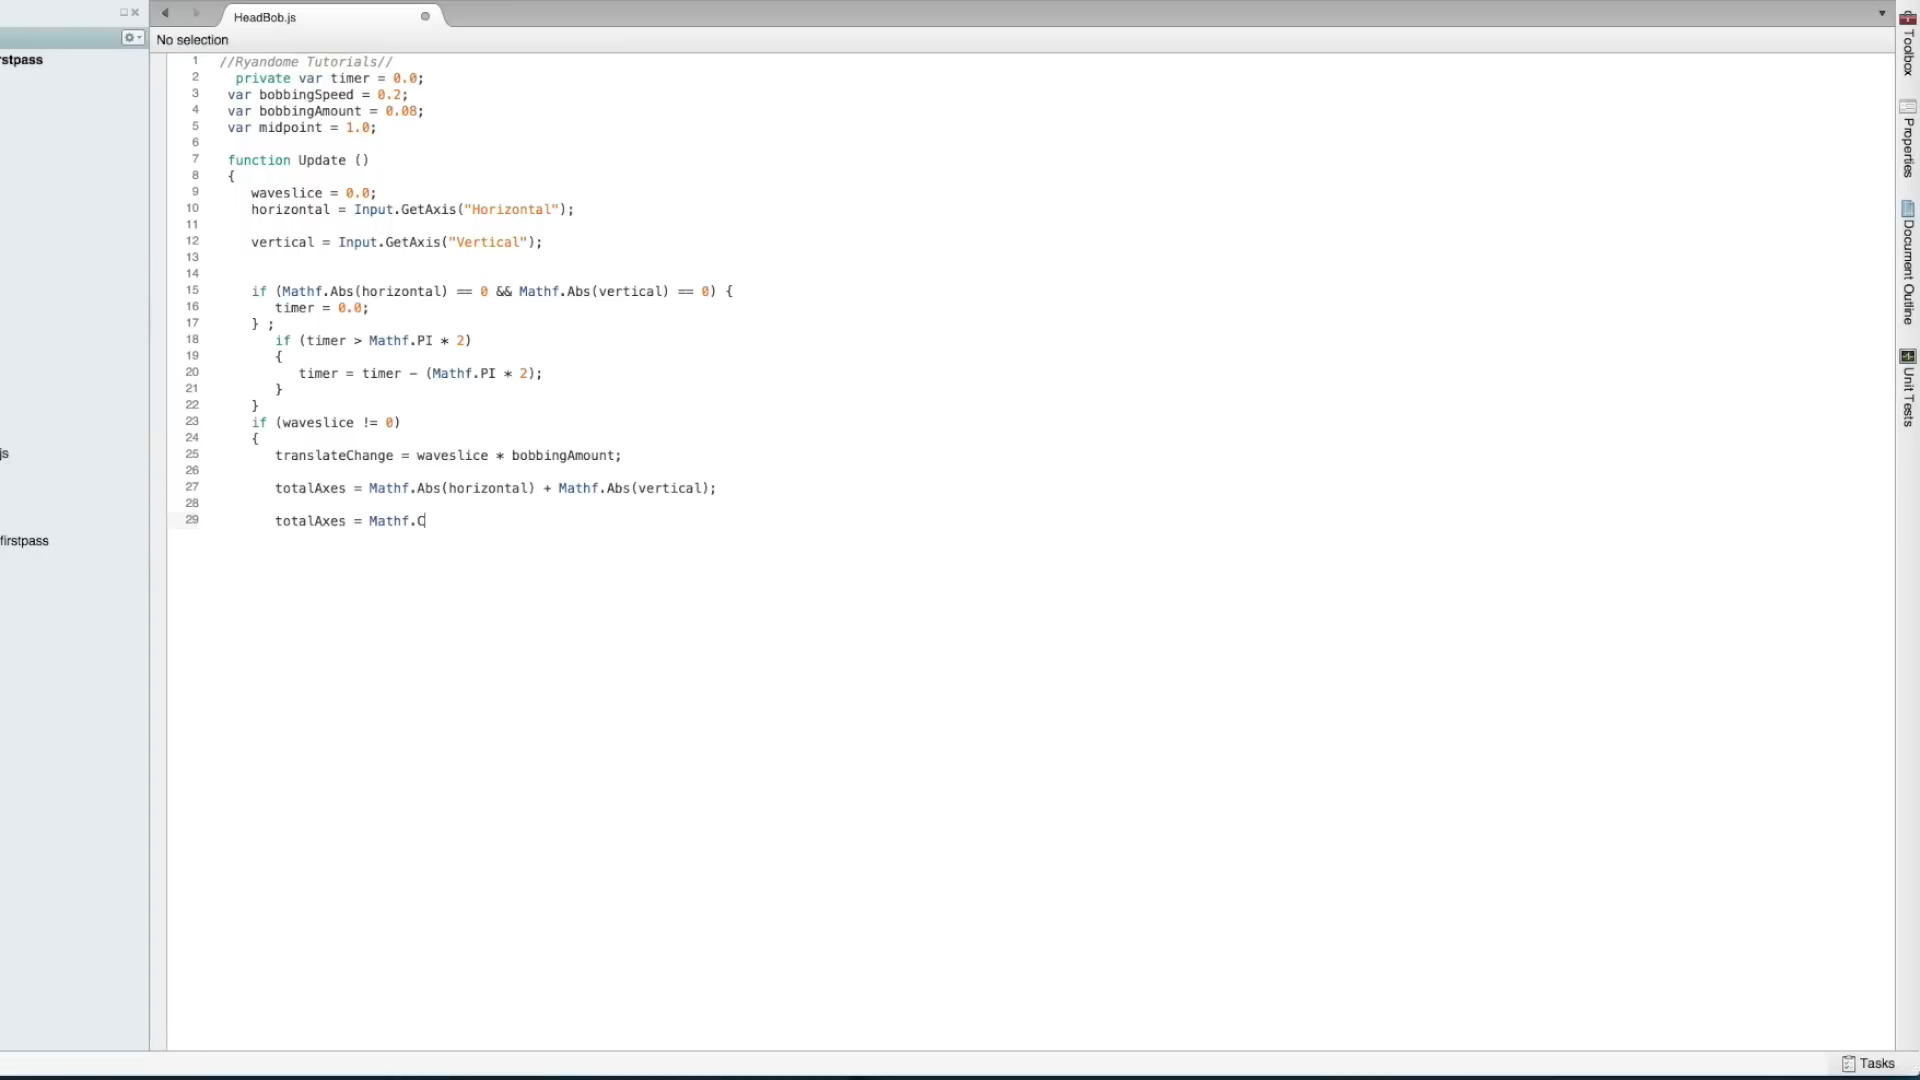 HeadBob.js
No selection
rstpass
js
firstpass
1 //Ryandome Tutorials//
2 private var timer = 0.0;
3 var bobbingSpeed = 0.2;
4 var bobbingAmount = 0.08;
5 var midpoint = 1.0;
6
7 function Update ()
8 {
9 waveslice = 0.0;
10 horizontal = Input.GetAxis("Horizontal");
11
12 vertical = Input.GetAxis("Vertical");
13
14
15 if (Mathf.Abs(horizontal) == 0 && Mathf.Abs(vertical) == 0) {
16 timer = 0.0;
17 } ;
18 if (timer > Mathf.PI * 2)
19 {
20 timer = timer - (Mathf.PI * 2);
21 }
22 }
23 if (waveslice != 0)
24 {
25 translateChange = waveslice * bobbingAmount;
26
27 totalAxes = Mathf.Abs(horizontal) + Mathf.Abs(vertical);
28
29 totalAxes = Mathf.C
Toolbox
Properties
Document Outline
Unit Tests
Tasks